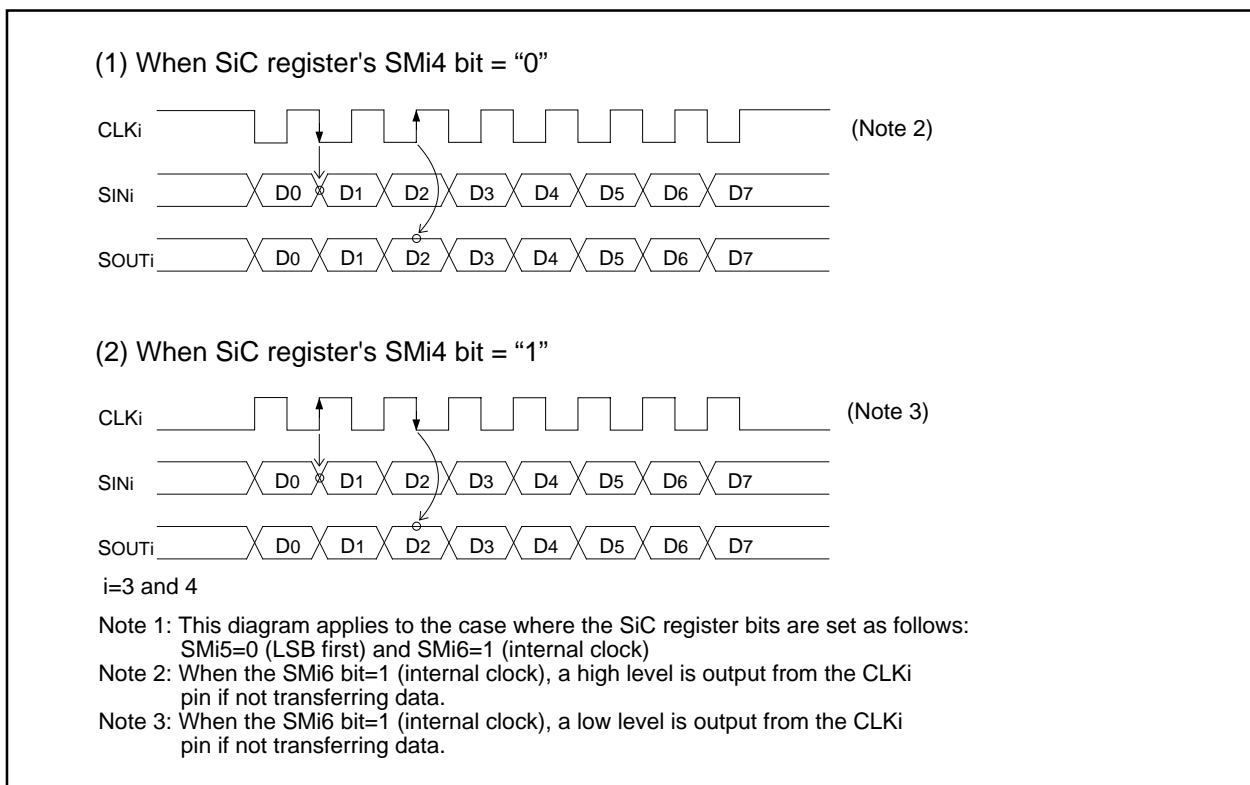 (1) When SiC register's SMi4 bit = “0”
CLKi
(Note 2)
SINi D0 D1 D2 D3 D4 D5 D6 D7
SOUTi D0 D1 D2 D3 D4 D5 D6 D7
(2) When SiC register's SMi4 bit = “1”
CLKi
(Note 3)
SINi D0 D1 D2 D3 D4 D5 D6 D7
SOUTi D0 D1 D2 D3 D4 D5 D6 D7
i=3 and 4
Note 1: This diagram applies to the case where the SiC register bits are set as follows:
SMi5=0 (LSB first) and SMi6=1 (internal clock)
Note 2: When the SMi6 bit=1 (internal clock), a high level is output from the CLKi
pin if not transferring data.
Note 3: When the SMi6 bit=1 (internal clock), a low level is output from the CLKi
pin if not transferring data.